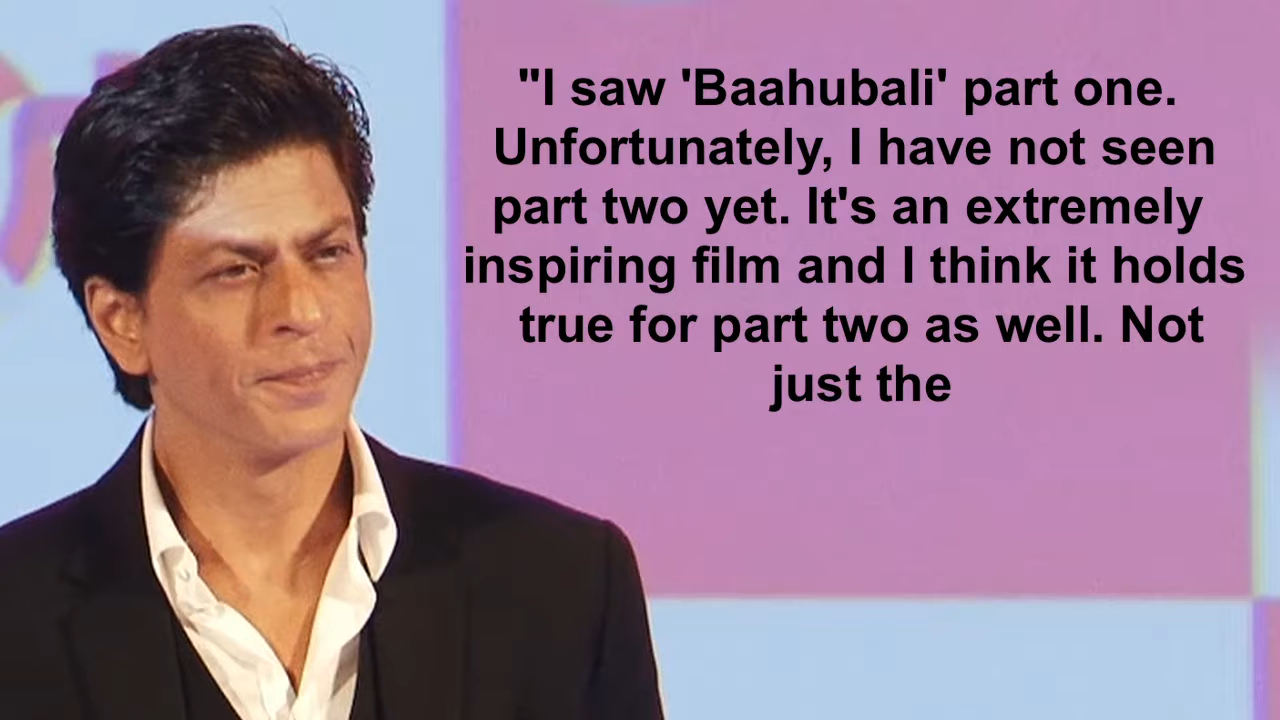 "I saw 'Baahubali' part one.
Unfortunately, I have not seen
part two yet. It's an extremely
inspiring film and I think it holds
true for part two as well. Not
just the